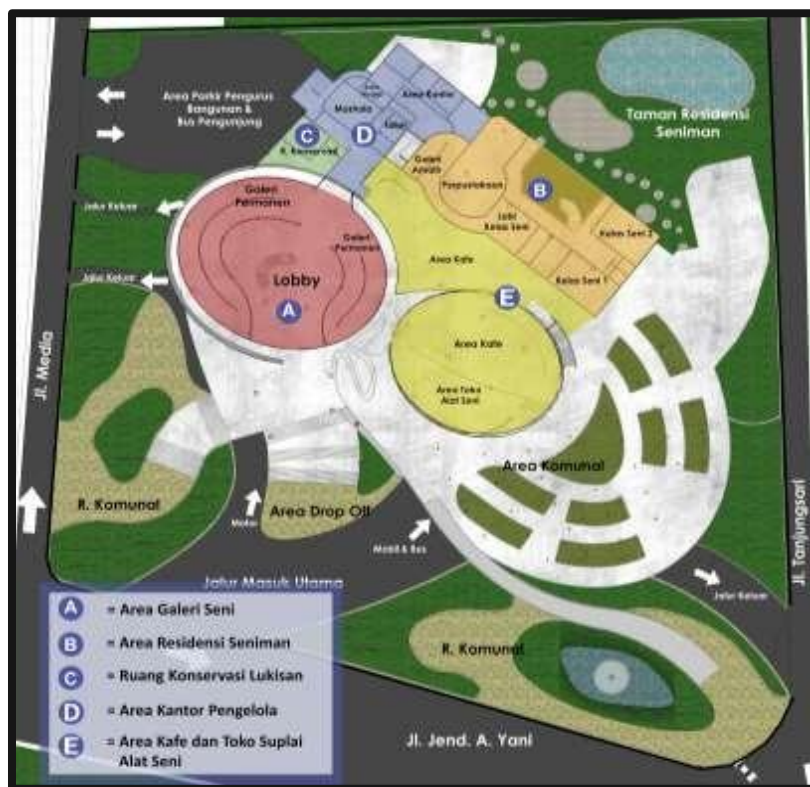 Area Parkir Pengurus
Bangunan &
Bus Pengunjung
Mushola
Area Kantor
Taman Residensi
Seniman
C
D
R. Konservasi
Galeri
Perpustakaan
B
Galeri
Permanen
Jalur Keluar
Lobi
Kelas Seni
Kelas Seni 2
Galeri
Permanen
Area Kafe
Jalur Keluar
Lobby
Kelas Seni 1
A
E
Area Kafe
Area Toko
Alat Seni
Jl. Media
Area Komunal
R. Komunal
Area Drop Off
Motor
Mobil & Bus
Jl. Tanjungsari
Jalur Masuk Utama
Jalur Keluar
A = Area Galeri Seni
B = Area Residensi Seniman
C = Ruang Konservasi Lukisan
D = Area Kantor Pengelola
E = Area Kafe dan Toko Suplai
Alat Seni
R. Komunal
Jl. Jend. A. Yani